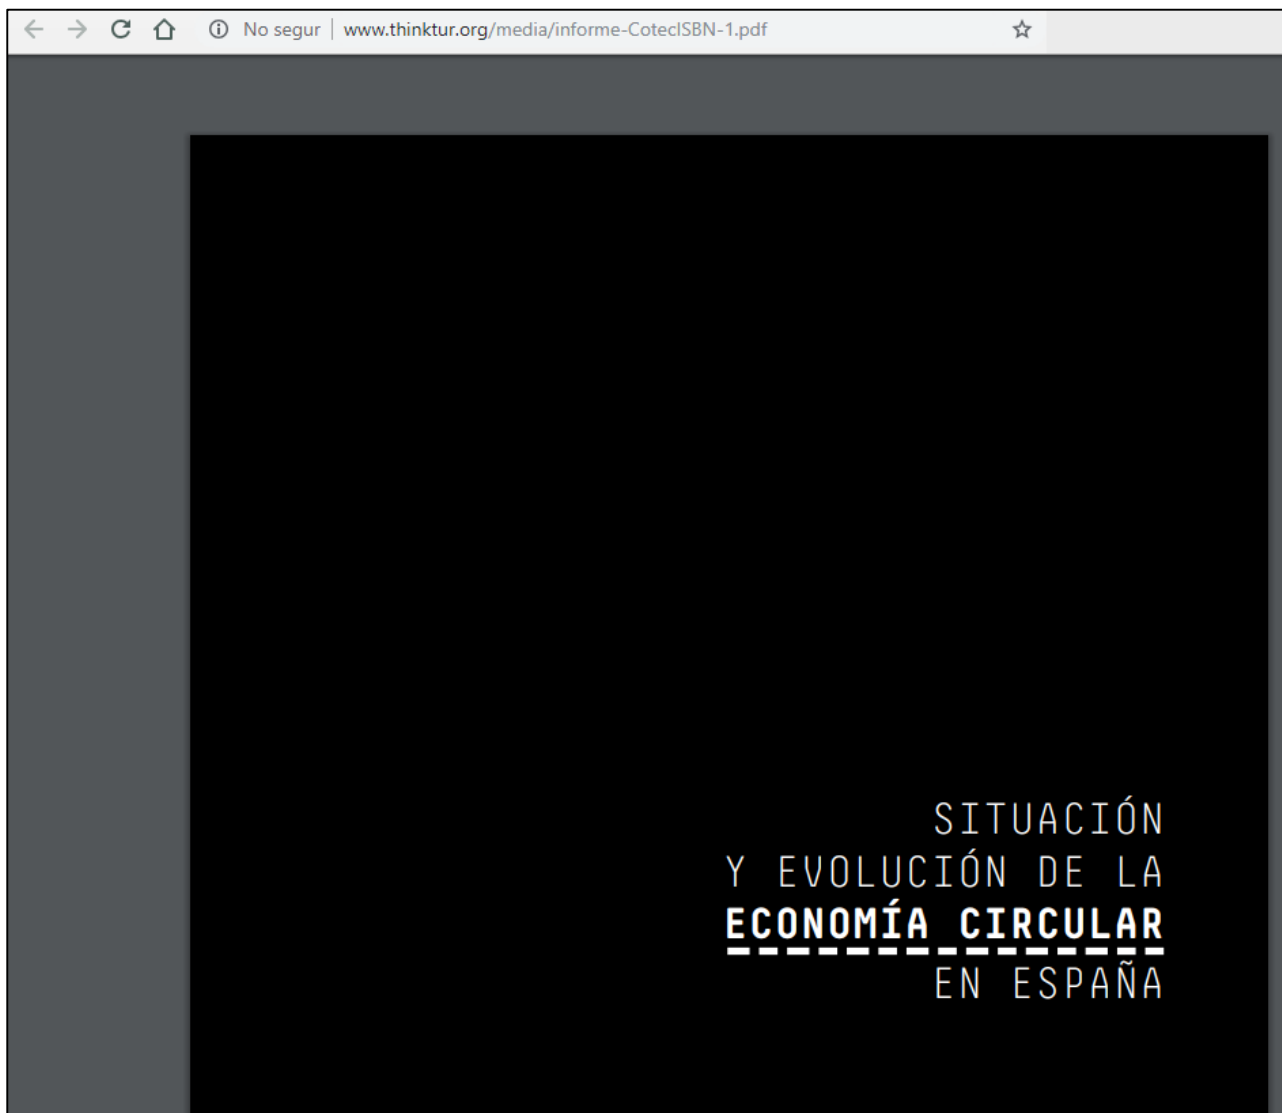 No segur | www.thinktur.org/media/informe-CotecISBN-1.pdf
SITUACIÓN
Y EVOLUCIÓN DE LA
ECONOMÍA CIRCULAR
EN ESPAÑA